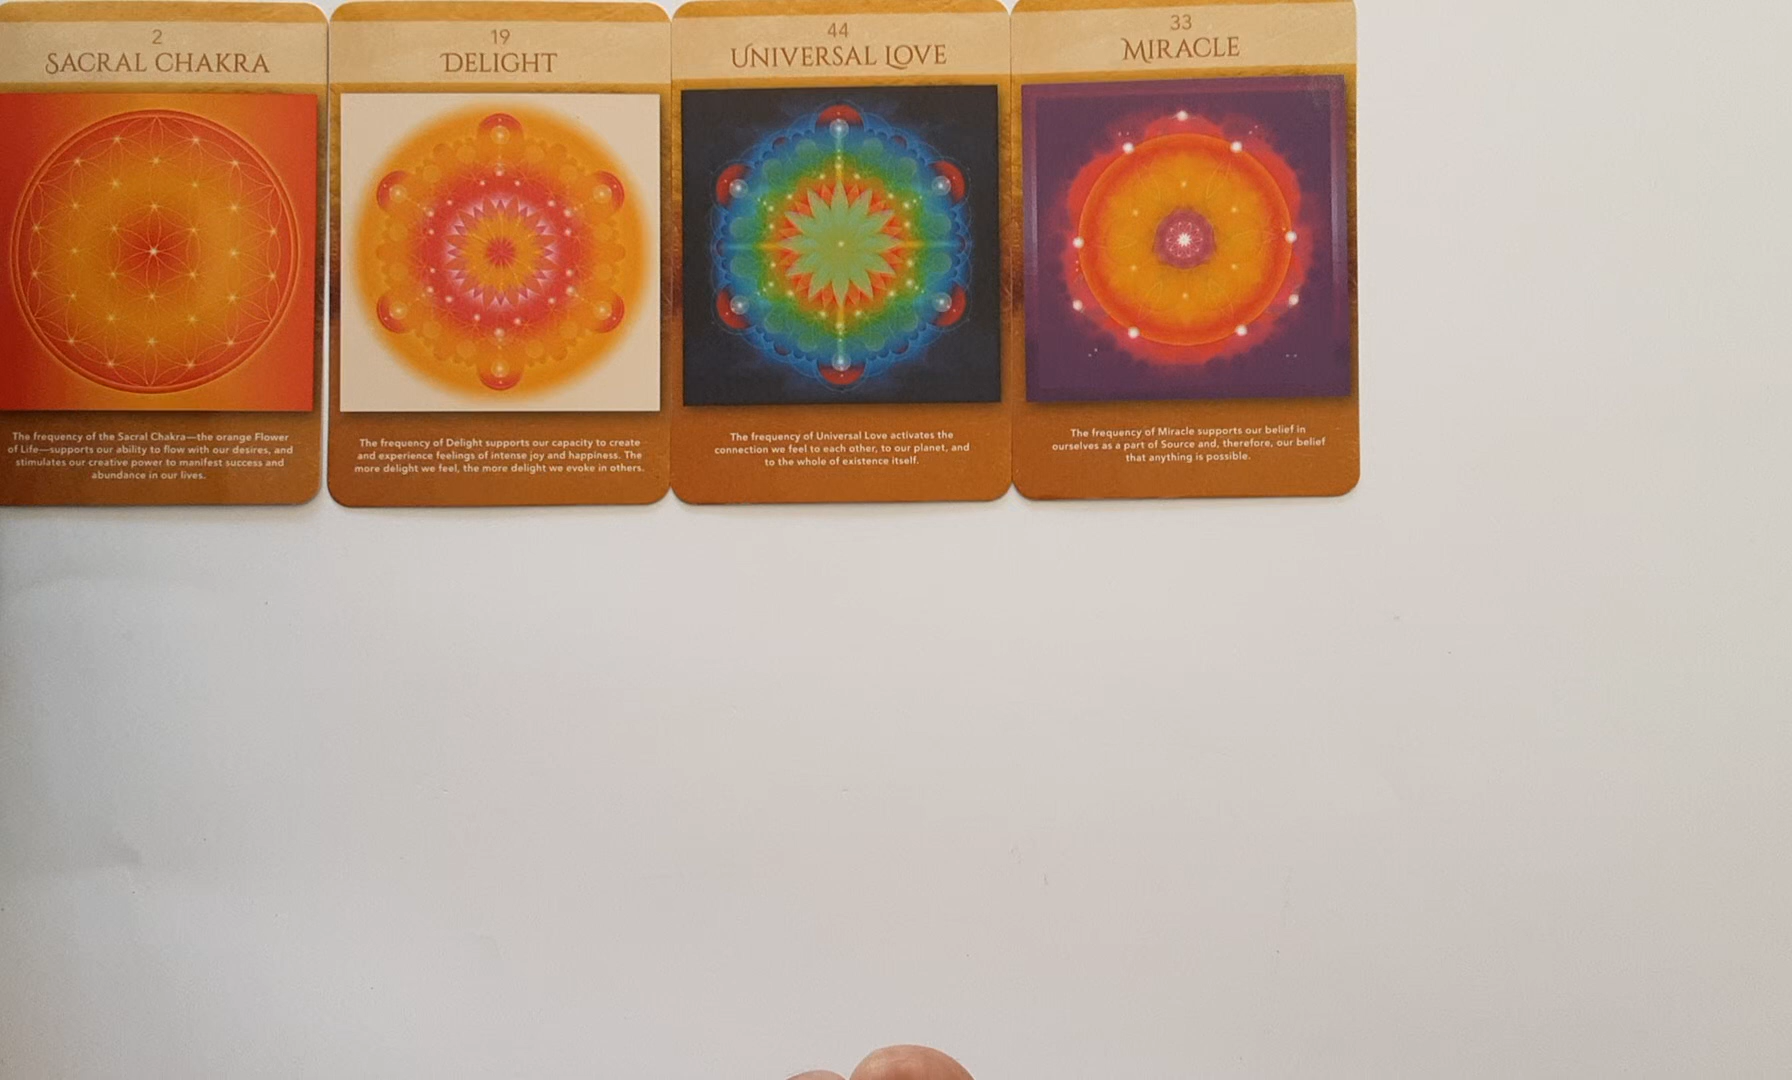 2
SACRAL CHAKRA
The frequency of the Sacral Chakra—the orange Flower
of Life—supports our ability to flow with our desires, and
stimulates our creative power to manifest success and
abundance in our lives.
19
DELIGHT
The frequency of Delight supports our capacity to create
and experience feelings of intense joy and happiness. The
more delight we feel, the more delight we evoke in others.
44
UNIVERSAL LOVE
The frequency of Universal Love activates the
connection we feel to each other, to our planet, and
to the whole of existence itself.
33
MIRACLE
The frequency of Miracle supports our belief in
ourselves as a part of Source and, therefore, our belief
that anything is possible.